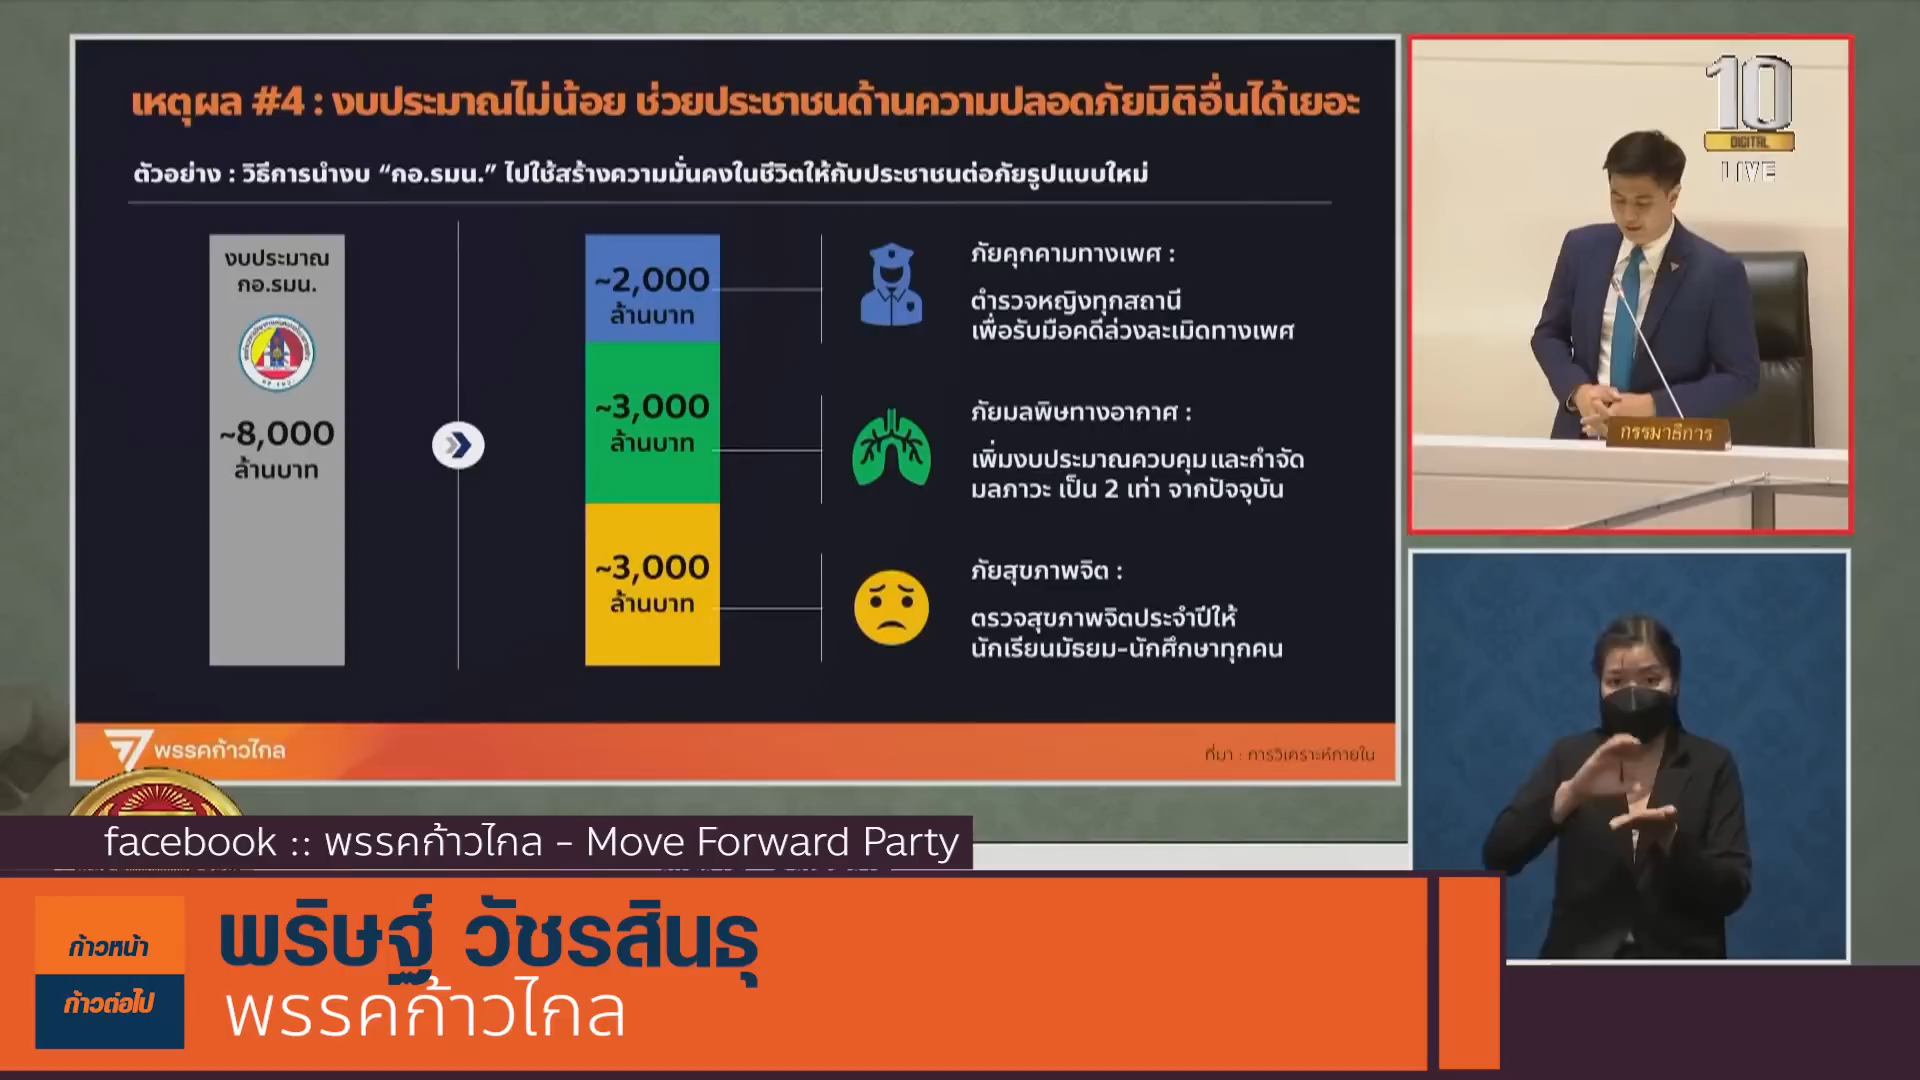 เหตุผล #4 : งบประมาณไม่น้อย ช่วยประชาชนด้านความปลอดภัยมิติอื่นได้เยอะ
ตัวอย่าง : วิธีการนำงบ “กอ.รมน.” ไปใช้สร้างความมั่นคงในชีวิตให้กับประชาชนต่อภัยรูปแบบใหม่
งบประมาณ
กอ.รมน.
~8,000
ล้านบาท
~2,000
ล้านบาท
ภัยคุกคามทางเพศ :
ตำรวจหญิงทุกสถานี
เพื่อรับมือคดีล่วงละเมิดทางเพศ
~3,000
ล้านบาท
ภัยมลพิษทางอากาศ :
เพิ่มงบประมาณควบคุมและกำจัด
มลภาวะ เป็น 2 เท่า จากปัจจุบัน
~3,000
ล้านบาท
ภัยสุขภาพจิต :
ตรวจสุขภาพจิตประจำปีให้
นักเรียนมัธยม-นักศึกษาทุกคน
พรรคก้าวไกล
ที่มา : การวิเคราะห์ภายใน
10
DIGITAL
LIVE
กรรมาธิการ
facebook :: พรรคก้าวไกล - Move Forward Party
ก้าวหน้า
ก้าวต่อไป
พริษฐ์ วัชรสินธุ
พรรคก้าวไกล